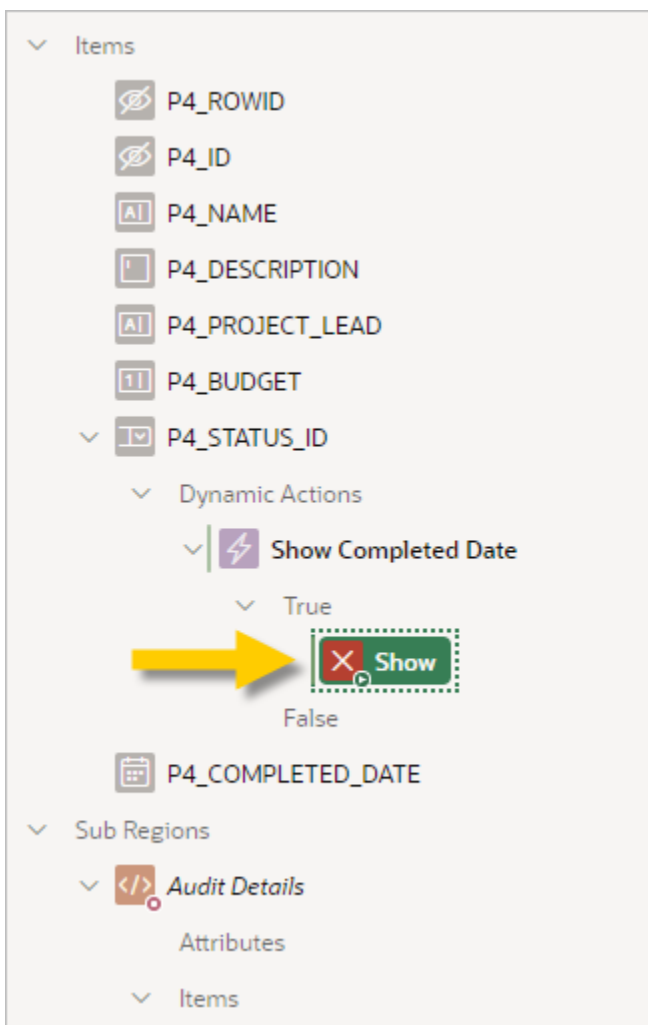 Items
P4_ROWID
P4_ID
P4_NAME
P4_DESCRIPTION
P4_PROJECT_LEAD
P4_BUDGET
P4_STATUS_ID
Dynamic Actions
Show Completed Date
True
Show
False
P4_COMPLETED_DATE
Sub Regions
Audit Details
Attributes
Items